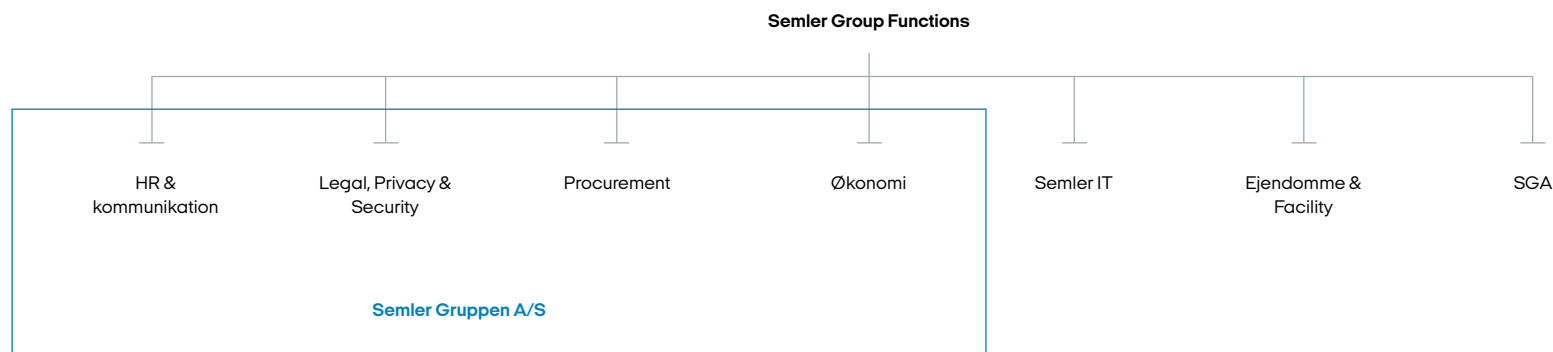 Semler Group Functions
HR &
kommunikation
Legal, Privacy &
Security
Procurement
Økonomi
Semler IT
Ejendomme &
Facility
SGA
Semler Gruppen A/S